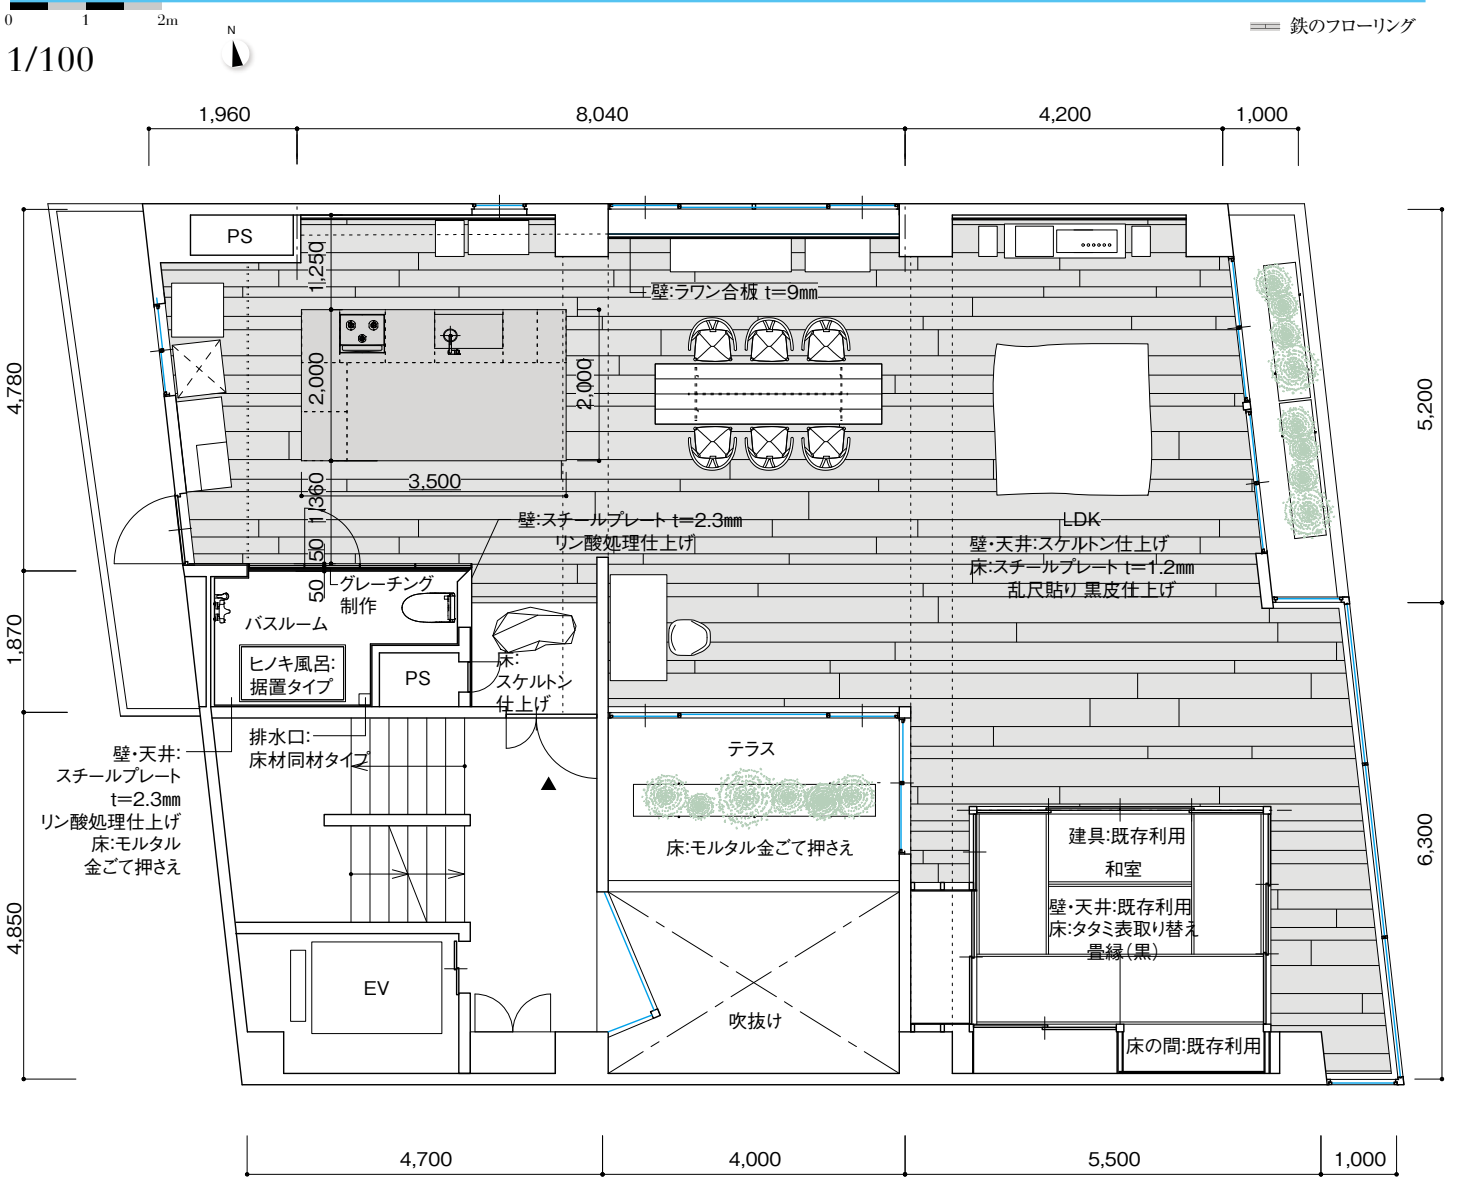 0 1 2m
1/100
N
鉄のフローリング
1,960 8,040 4,200 1,000
4,780
1,870
4,850
5,200
6,300
PS
1,250
壁:ラワン合板 t=9㎜
2,000
2,000
3,500
1,360
50
50
壁:スチールプレート t=2.3㎜
リン酸処理仕上げ
LDK
壁・天井:スケルトン仕上げ
床:スチールプレート t=1.2㎜
乱尺貼り 黒皮仕上げ
グレーチング
制作
バスルーム
ヒノキ風呂:
据置タイプ
PS
床:
スケルトン
仕上げ
排水口:
床材同材タイプ
壁・天井:
スチールプレート
t=2.3㎜
リン酸処理仕上げ
床:モルタル
金ごて押さえ
テラス
床:モルタル金ごて押さえ
建具:既存利用
和室
壁・天井:既存利用
床:タタミ表取り替え
畳縁(黒)
EV
吹抜け
床の間:既存利用
4,700 4,000 5,500 1,000